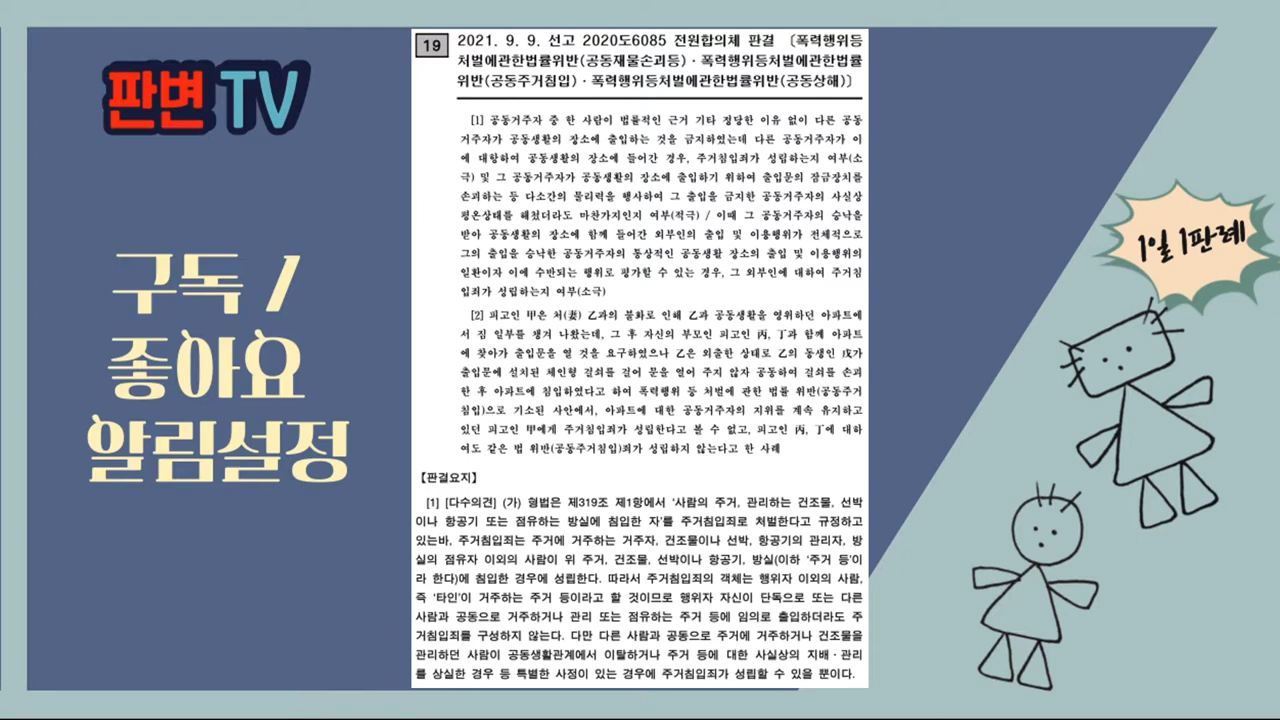 판변 TV
구독 /
좋아요
알림설정
19
2021. 9. 9. 선고 2020도6085 전원합의체 판결 〔폭력행위등
처벌에관한법률위반(공동재물손괴등)·폭력행위등처벌에관한법률
위반(공동주거침입)·폭력행위등처벌에관한법률위반(공동상해)〕
[1] 공동거주자 중 한 사람이 법률적인 근거 기타 정당한 이유 없이 다른 공동
거주자가 공동생활의 장소에 출입하는 것을 금지하였는데 다른 공동거주자가 이
에 대항하여 공동생활의 장소에 들어간 경우, 주거침입죄가 성립하는지 여부(소
극) 및 그 공동거주자가 공동생활의 장소에 출입하기 위하여 출입문의 잠금장치를
손괴하는 등 다소간의 물리력을 행사하여 그 출입을 금지한 공동거주자의 사실상
평온상태를 해쳤더라도 마찬가지인지 여부(적극) / 이때 그 공동거주자의 승낙을
받아 공동생활의 장소에 함께 들어간 외부인의 출입 및 이용행위가 전체적으로
그의 출입을 승낙한 공동거주자의 통상적인 공동생활 장소의 출입 및 이용행위의
일환이자 이에 수반되는 행위로 평가할 수 있는 경우, 그 외부인에 대하여 주거침
입죄가 성립하는지 여부(소극)
[2] 피고인 甲은 처(妻) 乙과의 불화로 인해 乙과 공동생활을 영위하던 아파트에
서 짐 일부를 챙겨 나왔는데, 그 후 자신의 부모인 피고인 丙, 丁과 함께 아파트
에 찾아가 출입문을 열 것을 요구하였으나 乙은 외출한 상태로 乙의 동생인 戊가
출입문에 설치된 체인형 걸쇠를 걸어 문을 열어 주지 않자 공동하여 걸쇠를 손괴
한 후 아파트에 침입하였다고 하여 폭력행위 등 처벌에 관한 법률 위반(공동주거
침입)으로 기소된 사안에서, 아파트에 대한 공동거주자의 지위를 계속 유지하고
있던 피고인 甲에게 주거침입죄가 성립한다고 볼 수 없고, 피고인 丙, 丁에 대하
여도 같은 법 위반(공동주거침입)죄가 성립하지 않는다고 한 사례
【판결요지】
[1] [다수의견] (가) 형법은 제319조 제1항에서 '사람의 주거, 관리하는 건조물, 선박
이나 항공기 또는 점유하는 방실에 침입한 자'를 주거침입죄로 처벌한다고 규정하고
있는바, 주거침입죄는 주거에 거주하는 거주자, 건조물이나 선박, 항공기의 관리자, 방
실의 점유자 이외의 사람이 위 주거, 건조물, 선박이나 항공기, 방실(이하 '주거 등'이
라 한다)에 침입한 경우에 성립한다. 따라서 주거침입죄의 객체는 행위자 이외의 사람,
즉 '타인'이 거주하는 주거 등이라고 할 것이므로 행위자 자신이 단독으로 또는 다른
사람과 공동으로 거주하거나 관리 또는 점유하는 주거 등에 임의로 출입하더라도 주
거침입죄를 구성하지 않는다. 다만 다른 사람과 공동으로 주거에 거주하거나 건조물을
관리하던 사람이 공동생활관계에서 이탈하거나 주거 등에 대한 사실상의 지배·관리
를 상실한 경우 등 특별한 사정이 있는 경우에 주거침입죄가 성립할 수 있을 뿐이다.
1일 1판례